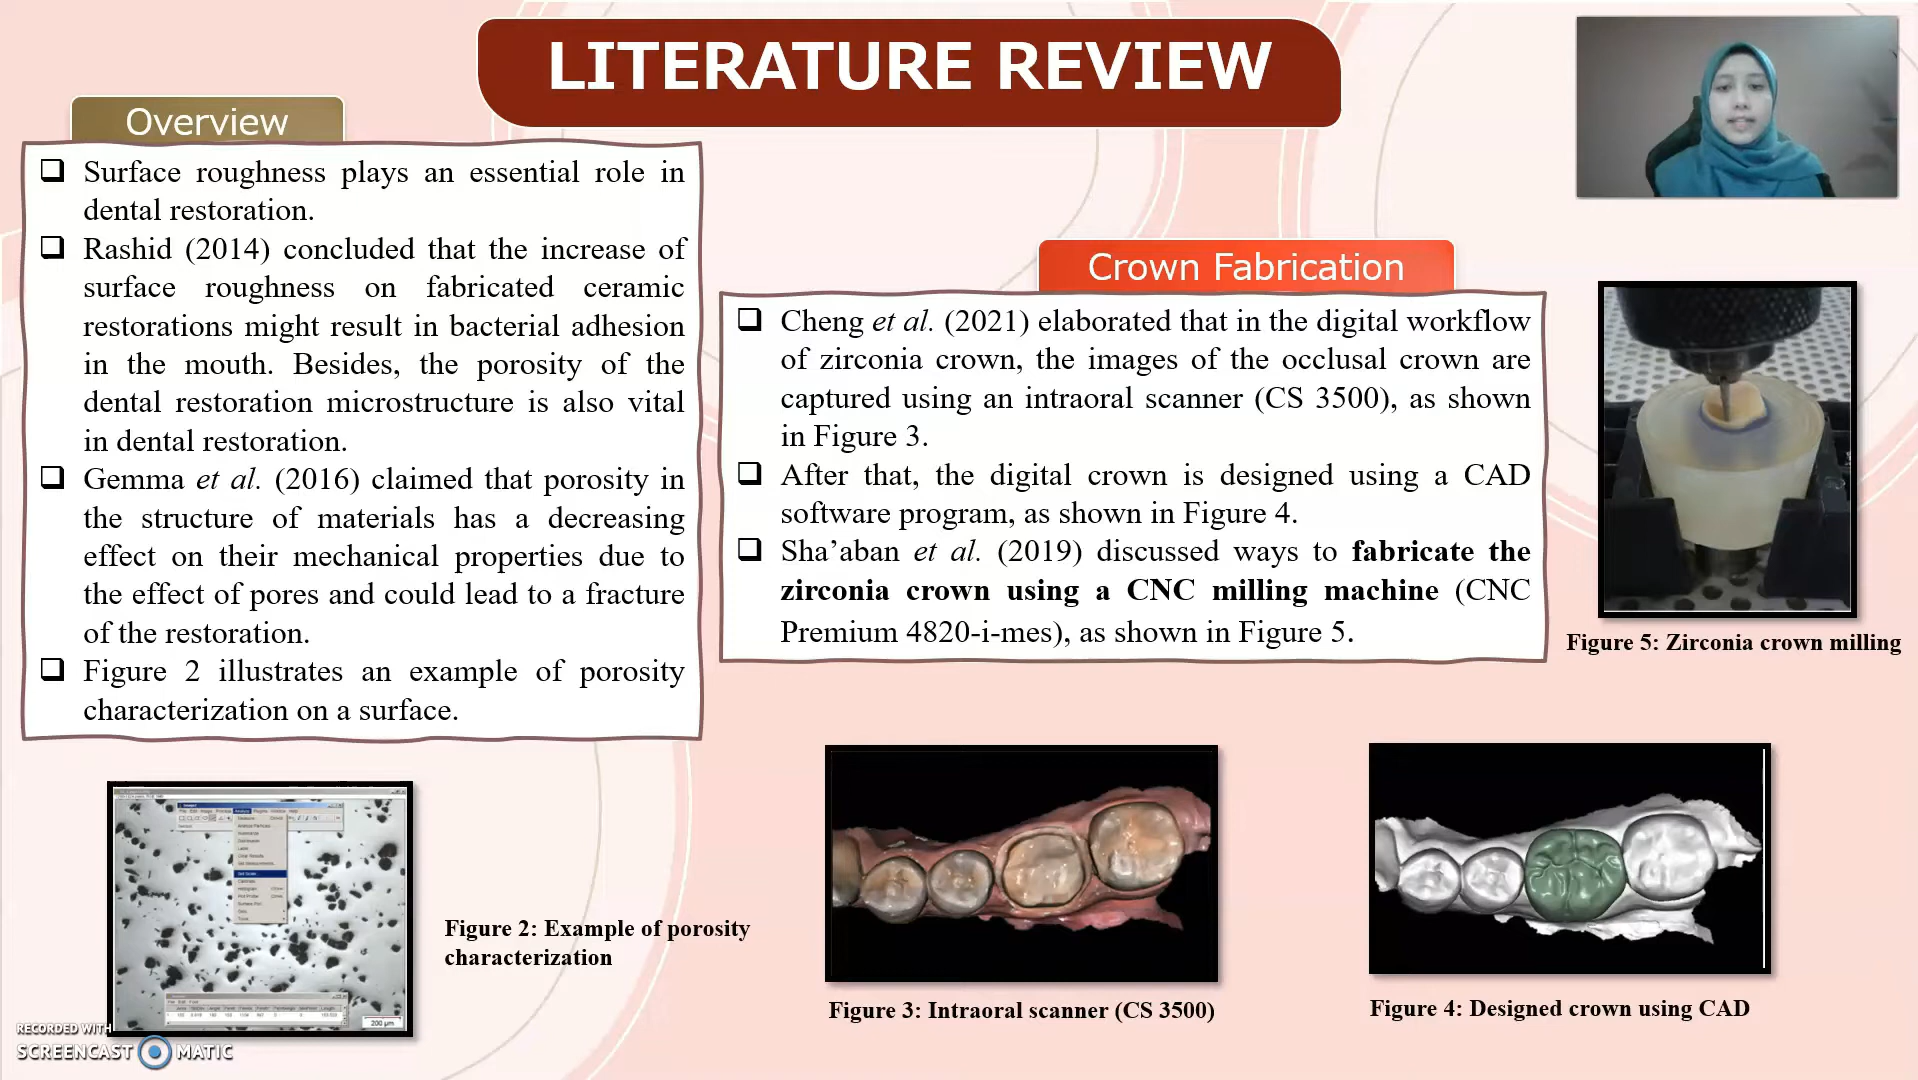 LITERATURE REVIEW
Overview
❑ Surface roughness plays an essential role in
dental restoration.
❑ Rashid (2014) concluded that the increase of
surface roughness on fabricated ceramic
restorations might result in bacterial adhesion
in the mouth. Besides, the porosity of the
dental restoration microstructure is also vital
in dental restoration.
❑ Gemma et al. (2016) claimed that porosity in
the structure of materials has a decreasing
effect on their mechanical properties due to
the effect of pores and could lead to a fracture
of the restoration.
❑ Figure 2 illustrates an example of porosity
characterization on a surface.
Crown Fabrication
❑ Cheng et al. (2021) elaborated that in the digital workflow
of zirconia crown, the images of the occlusal crown are
captured using an intraoral scanner (CS 3500), as shown
in Figure 3.
❑ After that, the digital crown is designed using a CAD
software program, as shown in Figure 4.
❑ Sha’aban et al. (2019) discussed ways to fabricate the
zirconia crown using a CNC milling machine (CNC
Premium 4820-i-mes), as shown in Figure 5.
Figure 5: Zirconia crown milling
200 µm
Figure 2: Example of porosity
characterization
Figure 3: Intraoral scanner (CS 3500)
Figure 4: Designed crown using CAD
RECORDED WITH
SCREENCAST MATIC